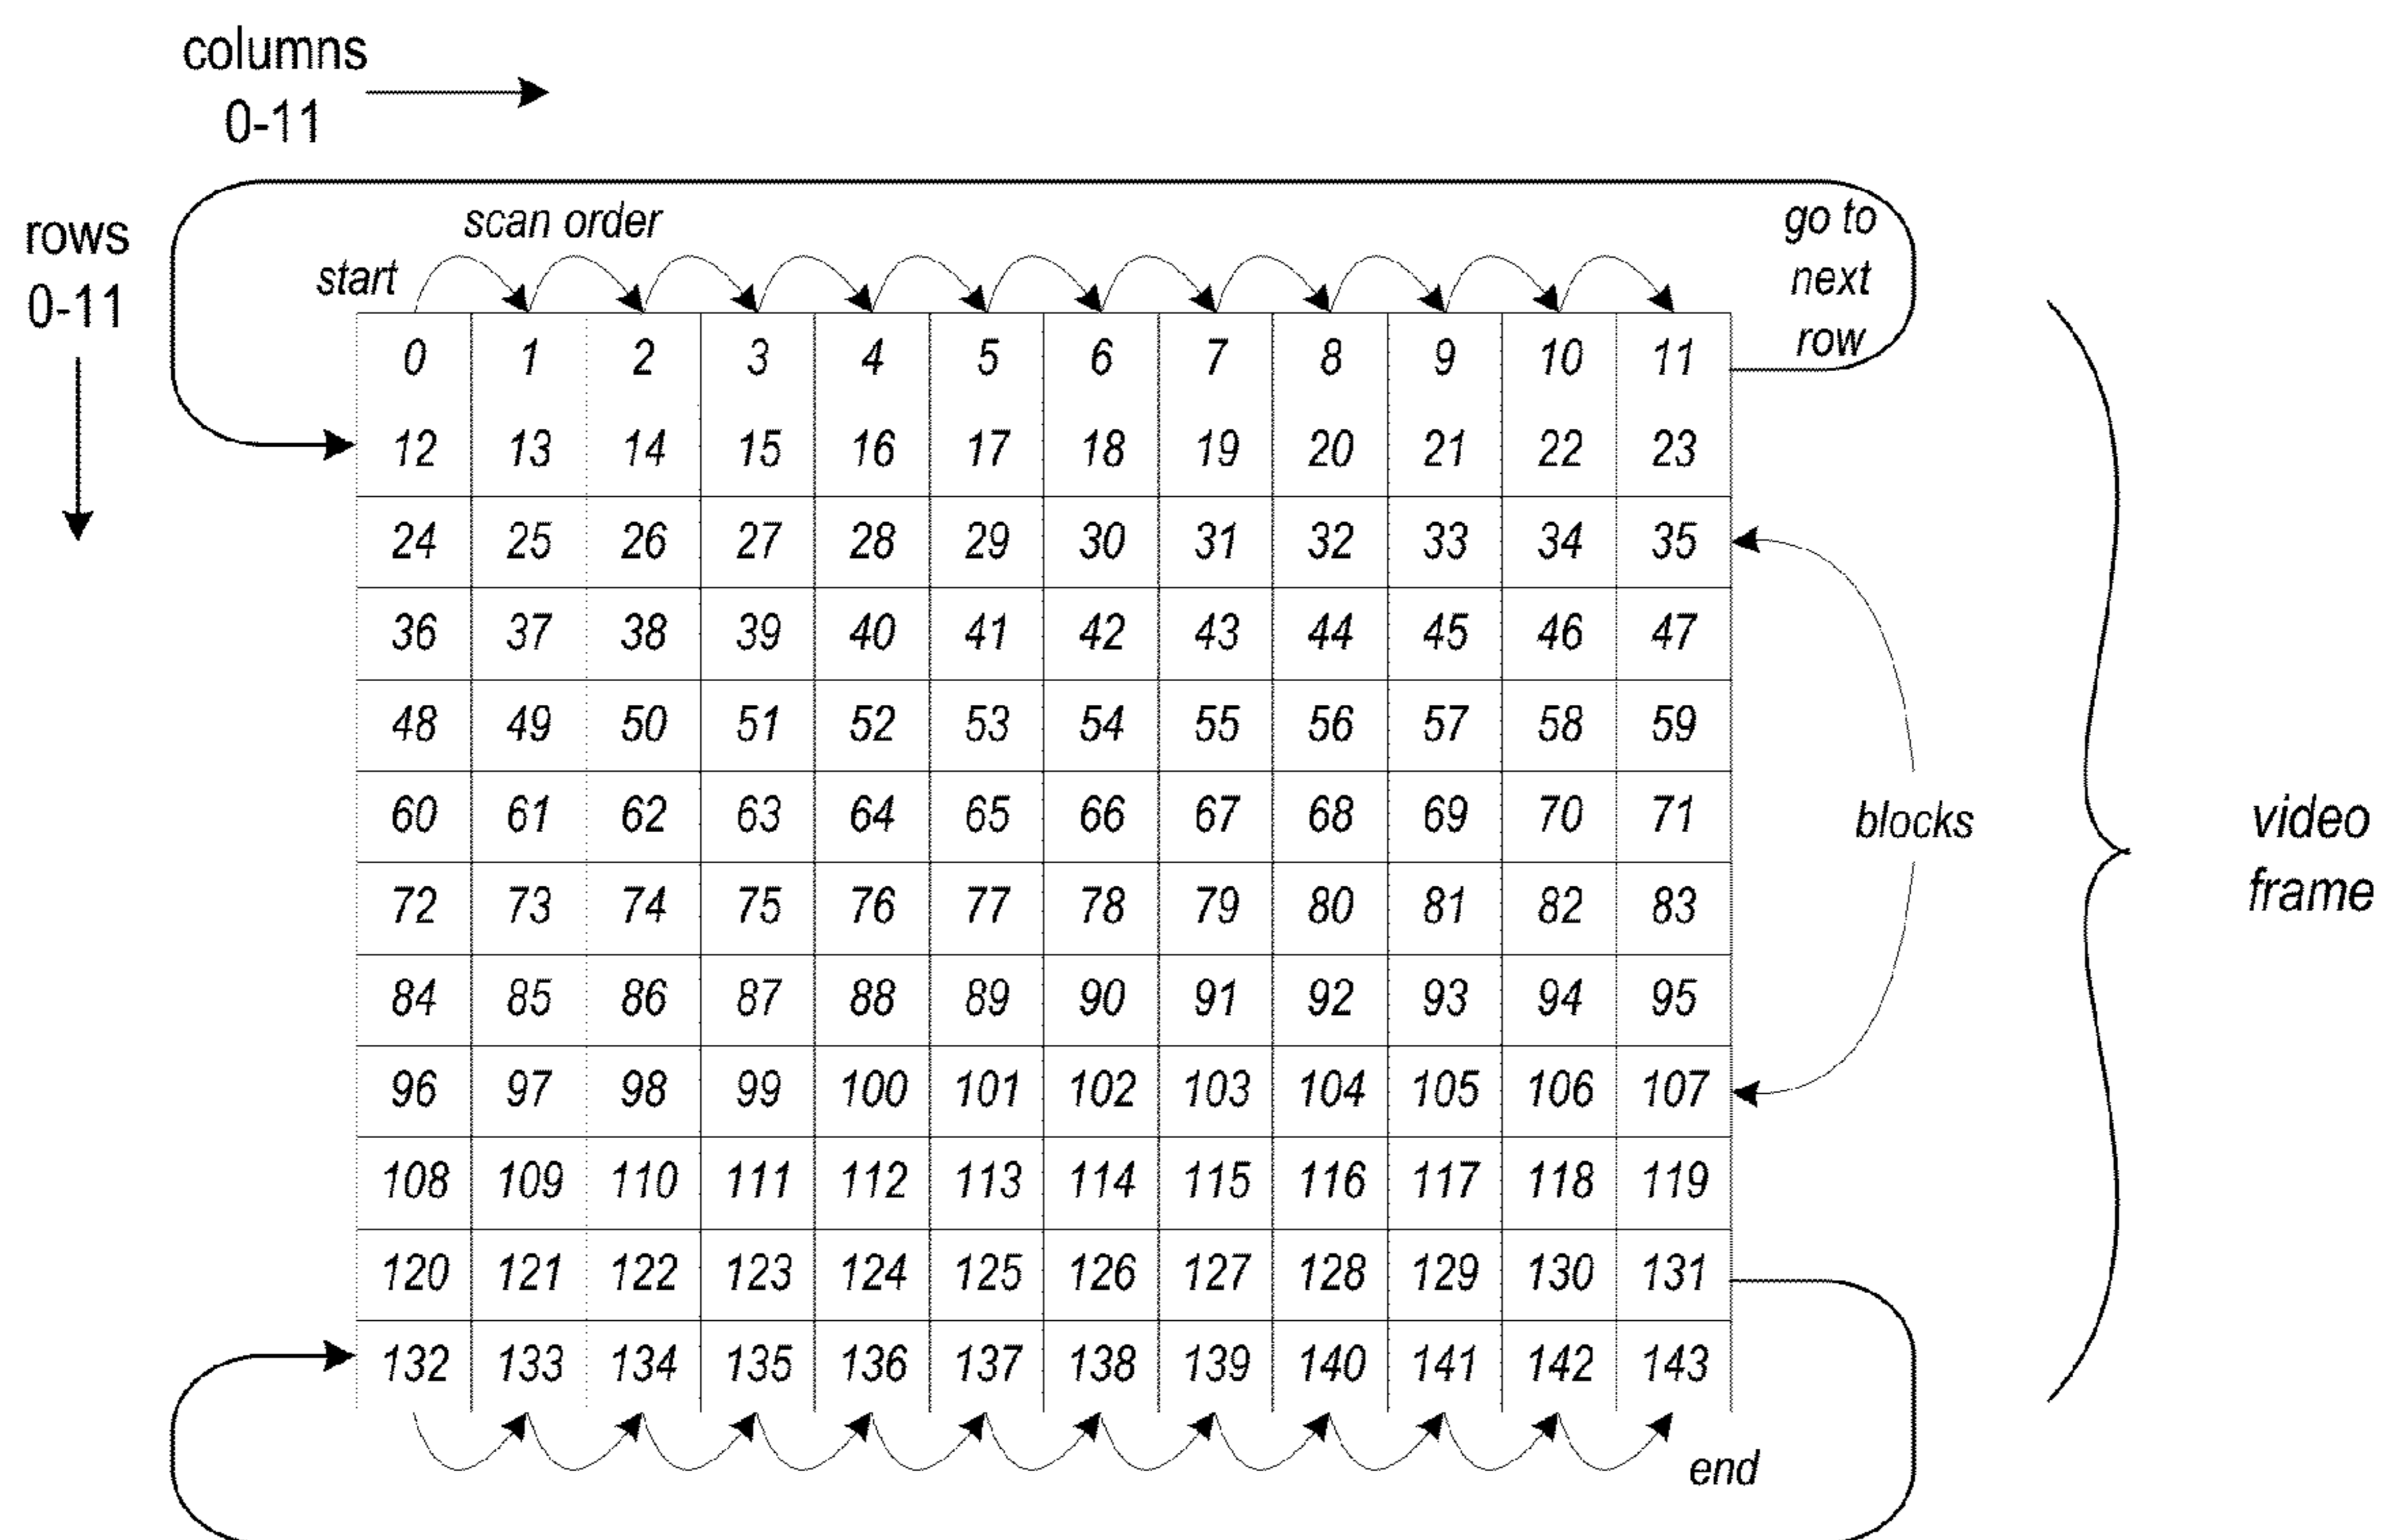 columns
0-11
rows
0-11
scan order
start
go to
next
row
0 1 2 3 4 5 6 7 8 9 10 11
12 13 14 15 16 17 18 19 20 21 22 23
24 25 26 27 28 29 30 31 32 33 34 35
36 37 38 39 40 41 42 43 44 45 46 47
48 49 50 51 52 53 54 55 56 57 58 59
60 61 62 63 64 65 66 67 68 69 70 71
72 73 74 75 76 77 78 79 80 81 82 83
84 85 86 87 88 89 90 91 92 93 94 95
96 97 98 99 100 101 102 103 104 105 106 107
108 109 110 111 112 113 114 115 116 117 118 119
120 121 122 123 124 125 126 127 128 129 130 131
132 133 134 135 136 137 138 139 140 141 142 143
blocks
video
frame
end